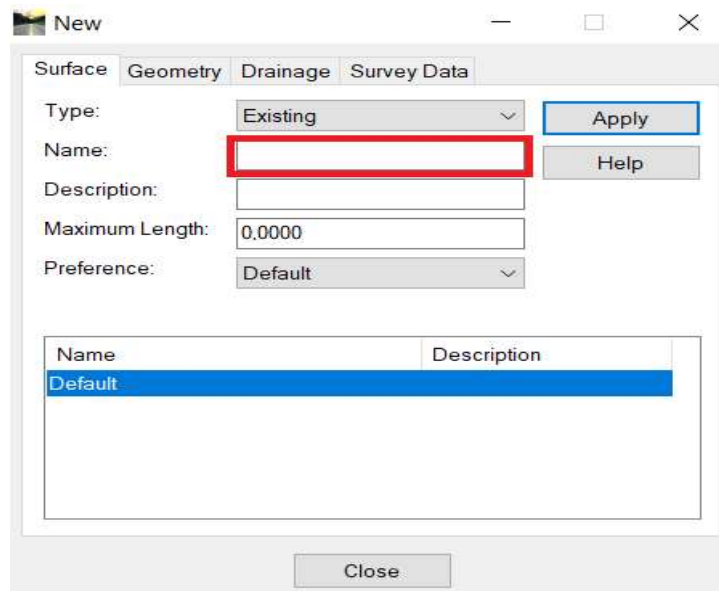 New
Surface Geometry Drainage Survey Data
Type: Existing Apply
Name: Help
Description:
Maximum Length: 0,0000
Preference: Default
Name Description
Default
Close